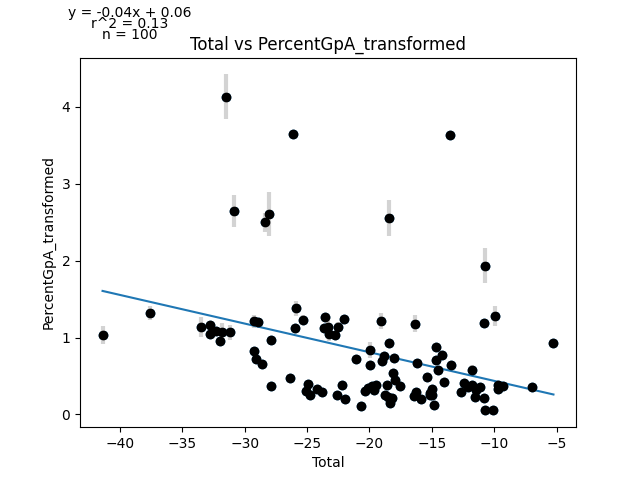 y = -0.04x + 0.06
r^2 = 0.13
n = 100
Total vs PercentGpA_transformed
PercentGpA_transformed
4
3
2
1
0
−40
−35
−30
−25
−20
−15
−10
−5
Total